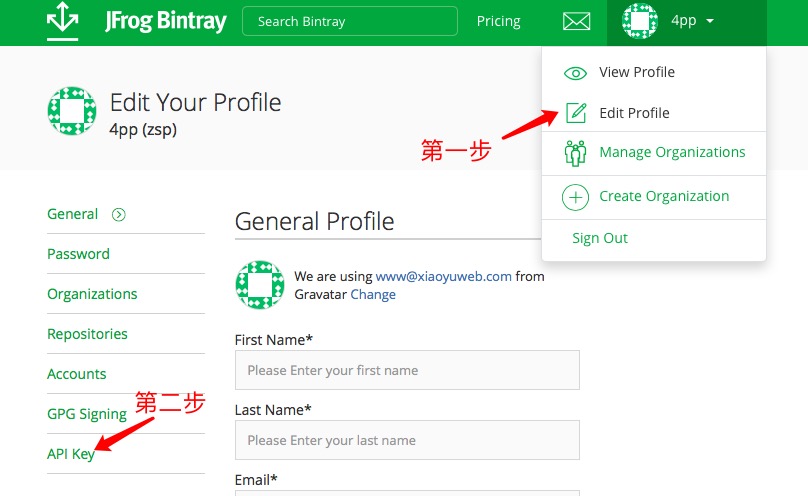 JFrog Bintray
Search Bintray
Pricing
4pp
View Profile
Edit Profile
Manage Organizations
Create Organization
Sign Out
第一步
Edit Your Profile
4pp (zsp)
General
Password
Organizations
Repositories
Accounts
GPG Signing
API Key
第二步
General Profile
We are using www@xiaoyuweb.com from
Gravatar Change
First Name*
Please Enter your first name
Last Name*
Please Enter your last name
Email*